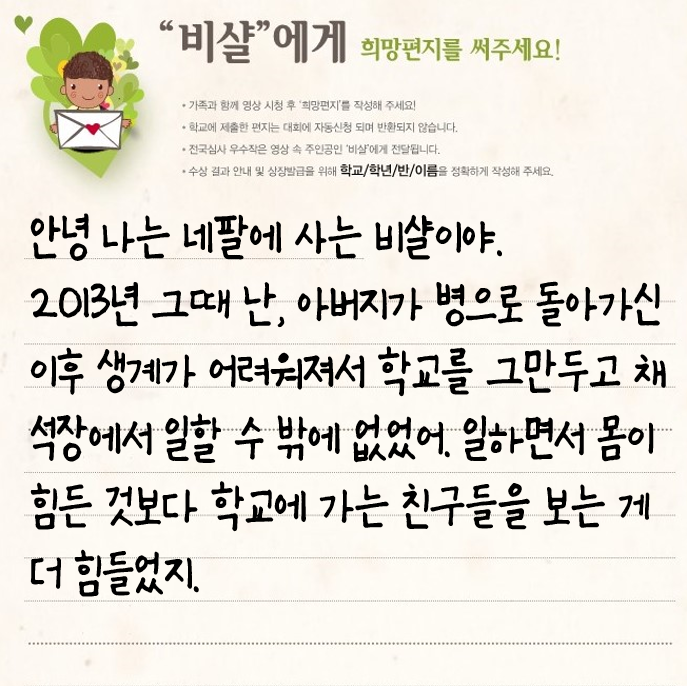 “비샬”에게 희망편지를 써주세요!
• 가족과 함께 영상 시청 후 '희망편지'를 작성해 주세요!
• 학교에 제출한 편지는 대회에 자동신청 되며 반환되지 않습니다.
• 전국심사 우수작은 영상 속 주인공인 '비샬'에게 전달됩니다.
• 수상 결과 안내 및 상장발급을 위해 학교/학년/반/이름을 정확하게 작성해 주세요.
안녕 나는 네팔에 사는 비샬이야.
2013년 그때 난, 아버지가 병으로 돌아가신
이후 생계가 어려워져서 학교를 그만두고 채
석장에서 일할 수 밖에 없었어. 일하면서 몸이
힘든 것보다 학교에 가는 친구들을 보는 게
더 힘들었지.